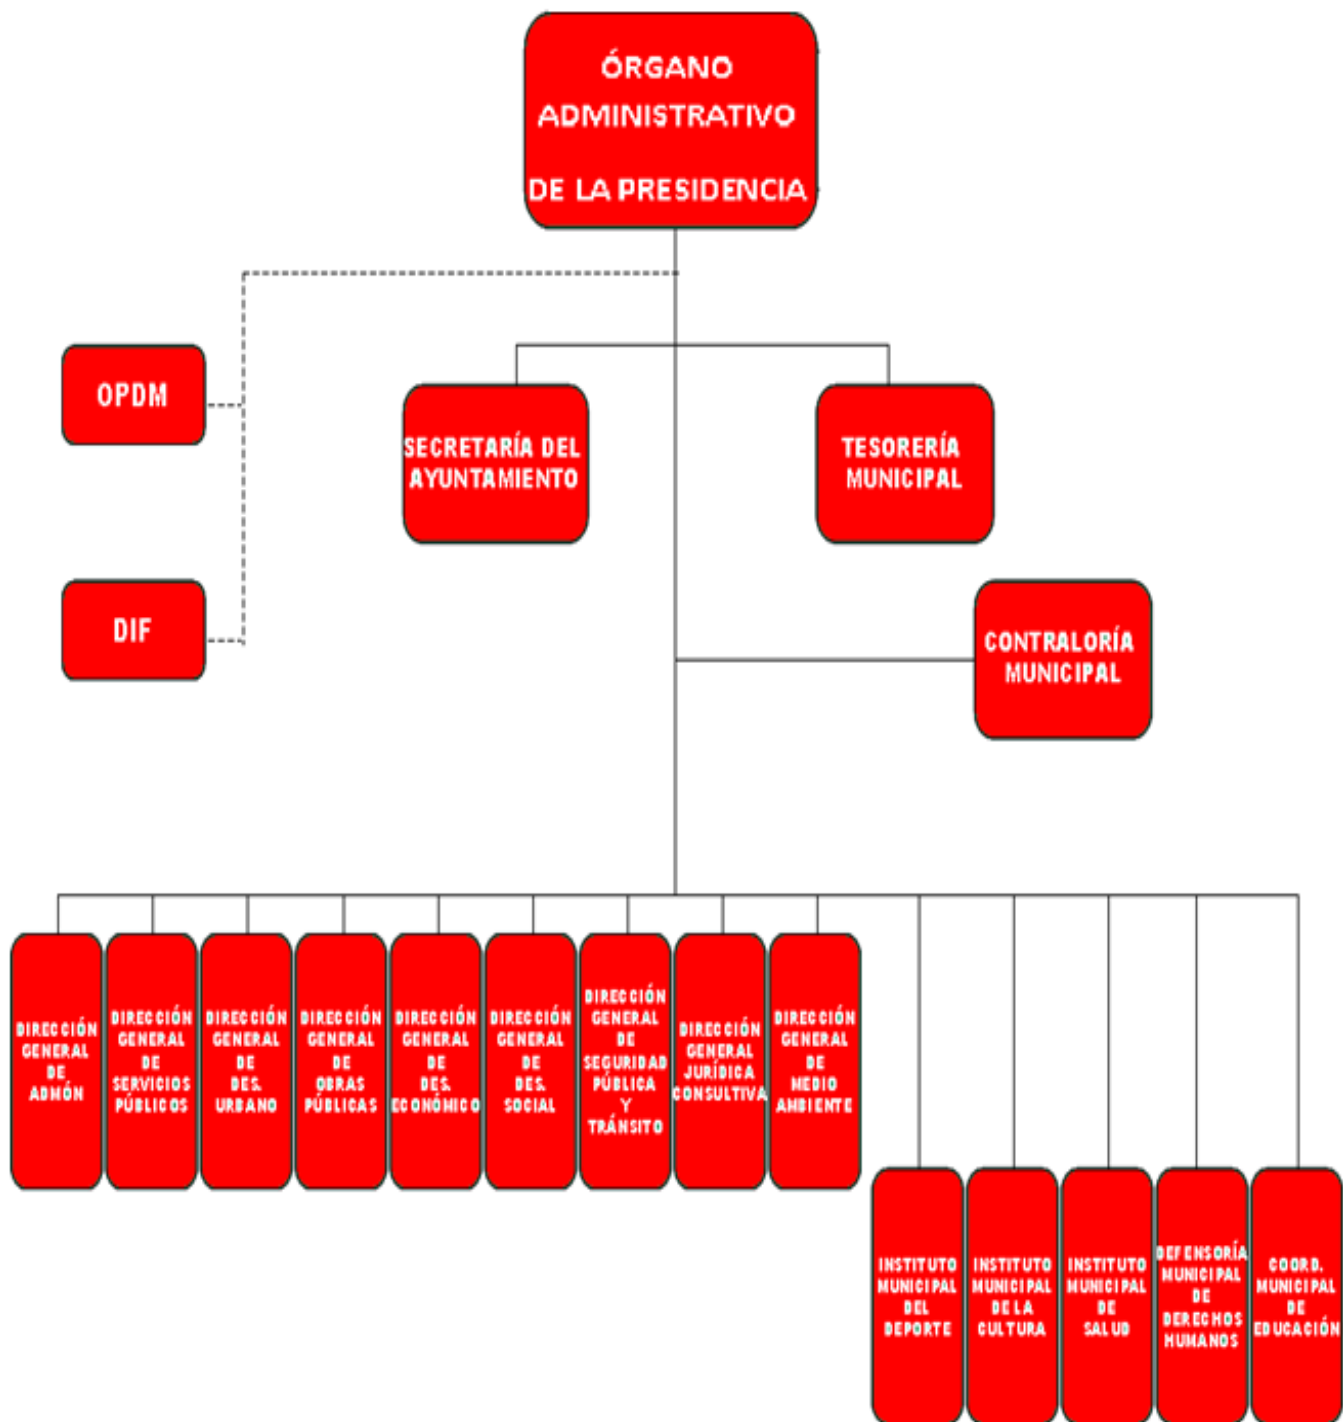 ÓRGANO
ADMINISTRATIVO
DE LA PRESIDENCIA
OPDM
SECRETARÍA DEL
AYUNTAMIENTO
TESORERÍA
MUNICIPAL
DIF
CONTRALORÍA
MUNICIPAL
DIRECCIÓN
GENERAL
DE
ADMÓN
DIRECCIÓN
GENERAL
DE
SERVICIOS
PÚBLICOS
DIRECCIÓN
GENERAL
DE
DES.
URBANO
DIRECCIÓN
GENERAL
DE
OBRAS
PÚBLICAS
DIRECCIÓN
GENERAL
DE
DES.
ECONÓMICO
DIRECCIÓN
GENERAL
DE
DES.
SOCIAL
DIRECCIÓN
GENERAL
DE
SEGURIDAD
PÚBLICA
Y
TRÁNSITO
DIRECCIÓN
GENERAL
JURÍDICA
CONSULTIVA
DIRECCIÓN
GENERAL
DE
MEDIO
AMBIENTE
INSTITUTO
MUNICIPAL
DEL
DEPORTE
INSTITUTO
MUNICIPAL
DE LA
CULTURA
INSTITUTO
MUNICIPAL
DE
SALUD
DEFENSORÍA
MUNICIPAL
DE
DERECHOS
HUMANOS
COORD.
MUNICIPAL
DE
EDUCACIÓN